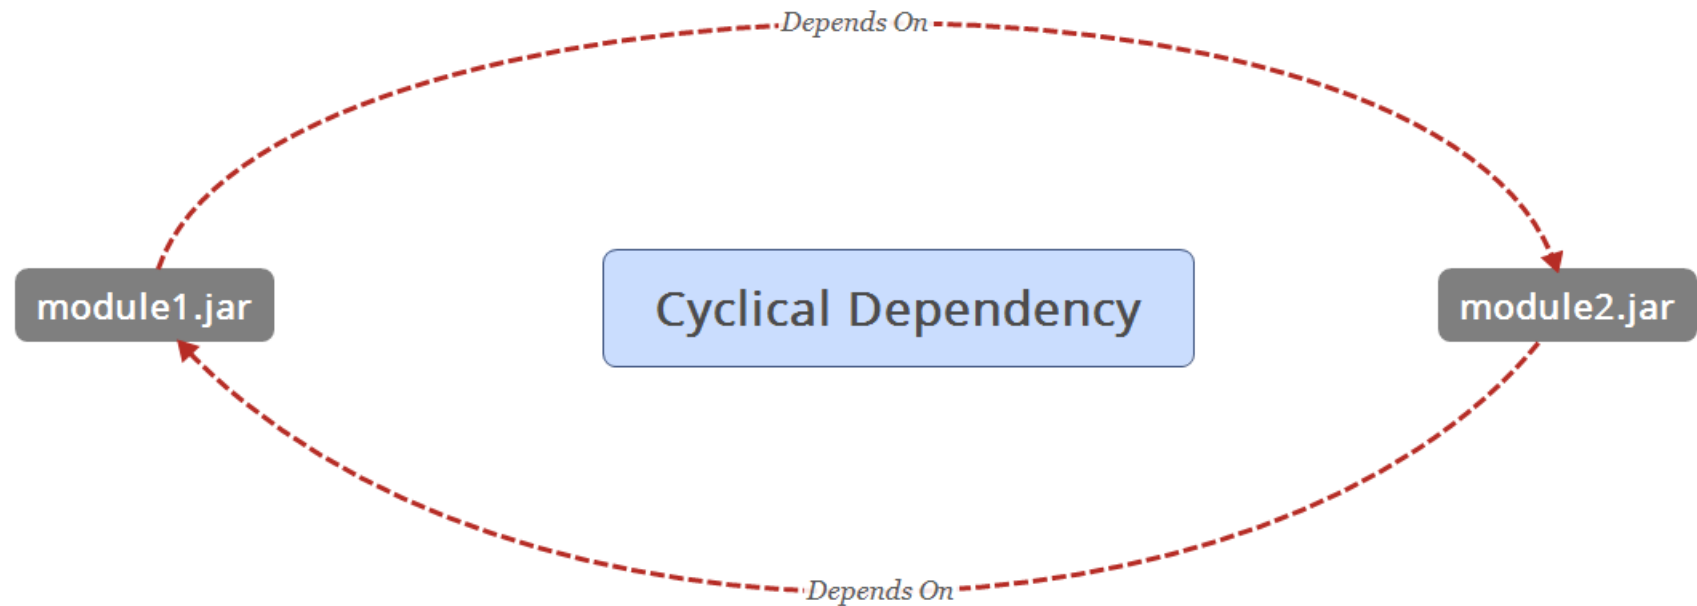 Depends On
module1.jar
Cyclical Dependency
module2.jar
Depends On